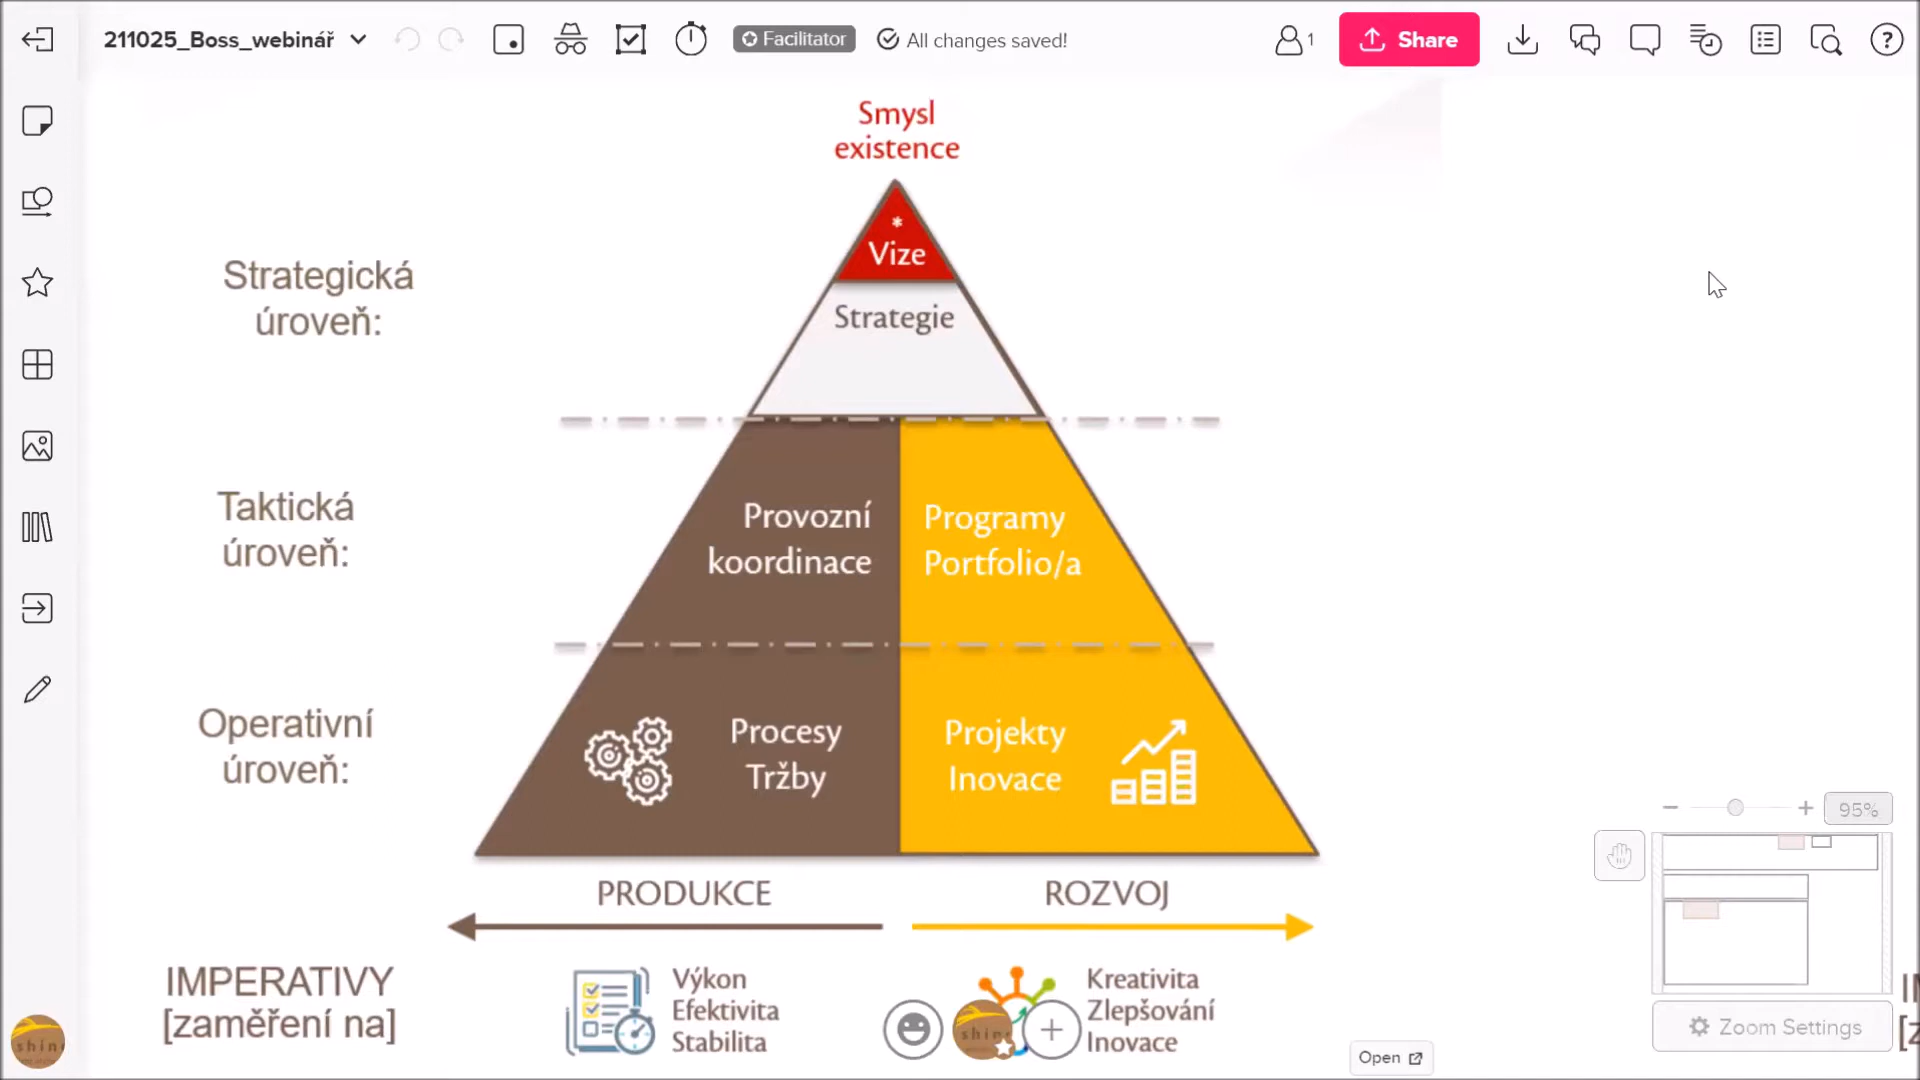 211025_Boss_webinář
Facilitator
All changes saved!
1
Share
Smysl
existence
*
Vize
Strategie
Strategická
úroveň:
Taktická
úroveň:
Provozní
koordinace
Programy
Portfolio/a
Operativní
úroveň:
Procesy
Tržby
Projekty
Inovace
95%
PRODUKCE
ROZVOJ
IMPERATIVY
[zaměření na]
Výkon
Efektivita
Stabilita
Kreativita
Zlepšování
Inovace
Zoom Settings
Open